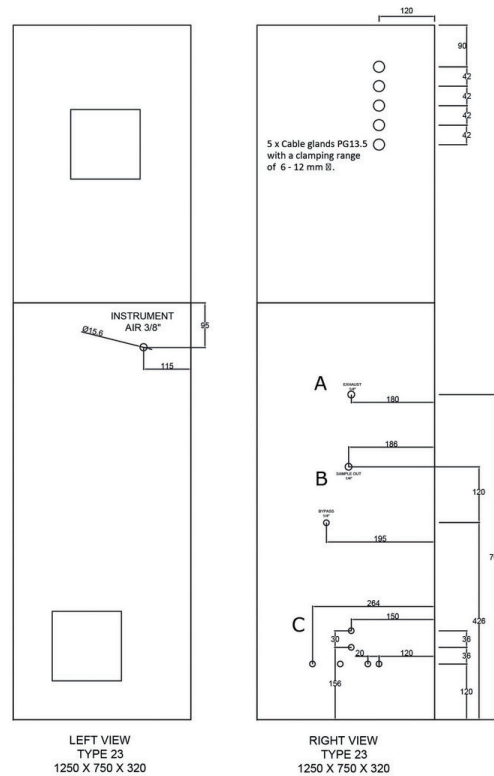 120
90
42
42
42
42
5 x Cable glands PG13.5
with a clamping range
of 6 - 12 mm
INSTRUMENT
AIR 3/8"
Ø15.6
95
115
A
EXHAUST
180
186
B
SAMPLE OUT
1/4"
120
BYPASS
1/4"
195
264
C
150
426
30
36
20
120
36
156
120
LEFT VIEW
TYPE 23
1250 X 750 X 320
RIGHT VIEW
TYPE 23
1250 X 750 X 320